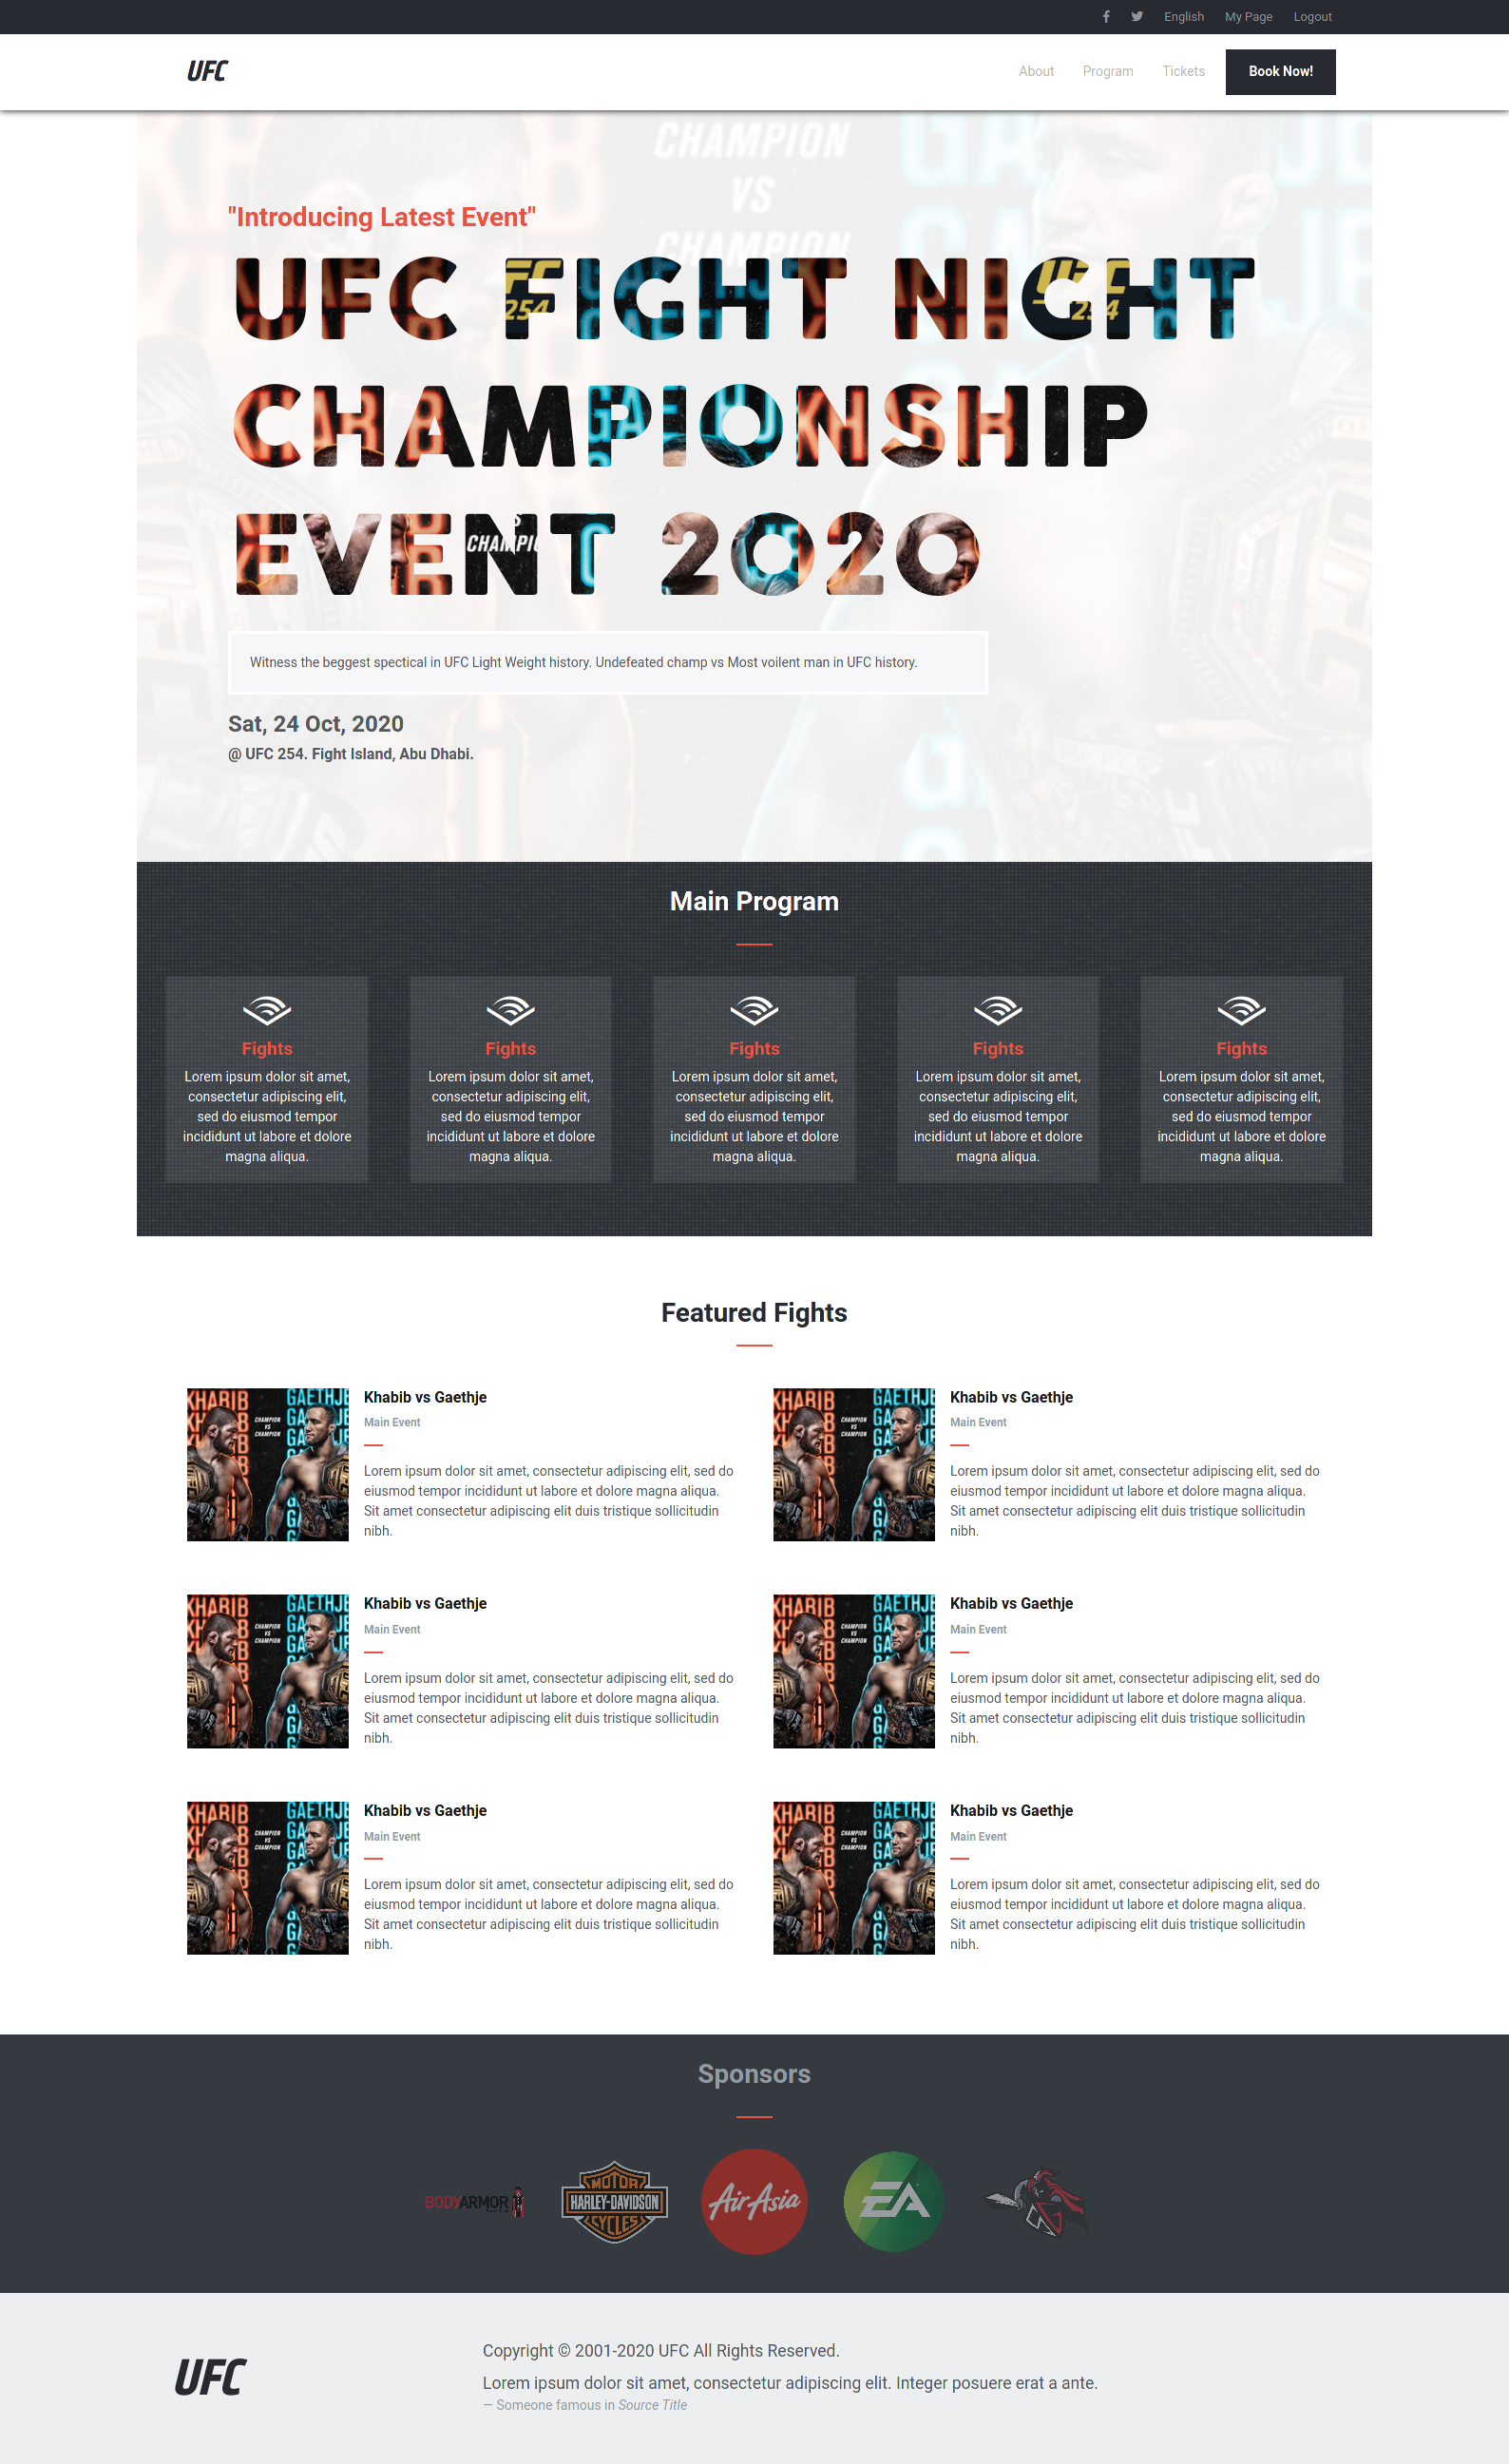 English My Page Logout
UFC About Program Tickets Book Now!
CHAMPION
VS
CHAMPION
"Introducing Latest Event"
UFC FIGHT NIGHT
CHAMPIONSHIP
EVENT 2020
Witness the beggest spectical in UFC Light Weight history. Undefeated champ vs Most voilent man in UFC history.
Sat, 24 Oct, 2020
@ UFC 254. Fight Island, Abu Dhabi.
Main Program
Fights
Lorem ipsum dolor sit amet,
consectetur adipiscing elit,
sed do eiusmod tempor
incididunt ut labore et dolore
magna aliqua.
Fights
Lorem ipsum dolor sit amet,
consectetur adipiscing elit,
sed do eiusmod tempor
incididunt ut labore et dolore
magna aliqua.
Fights
Lorem ipsum dolor sit amet,
consectetur adipiscing elit,
sed do eiusmod tempor
incididunt ut labore et dolore
magna aliqua.
Fights
Lorem ipsum dolor sit amet,
consectetur adipiscing elit,
sed do eiusmod tempor
incididunt ut labore et dolore
magna aliqua.
Fights
Lorem ipsum dolor sit amet,
consectetur adipiscing elit,
sed do eiusmod tempor
incididunt ut labore et dolore
magna aliqua.
Featured Fights
Khabib vs Gaethje
Main Event
Lorem ipsum dolor sit amet, consectetur adipiscing elit, sed do
eiusmod tempor incididunt ut labore et dolore magna aliqua.
Sit amet consectetur adipiscing elit duis tristique sollicitudin
nibh.
Khabib vs Gaethje
Main Event
Lorem ipsum dolor sit amet, consectetur adipiscing elit, sed do
eiusmod tempor incididunt ut labore et dolore magna aliqua.
Sit amet consectetur adipiscing elit duis tristique sollicitudin
nibh.
Khabib vs Gaethje
Main Event
Lorem ipsum dolor sit amet, consectetur adipiscing elit, sed do
eiusmod tempor incididunt ut labore et dolore magna aliqua.
Sit amet consectetur adipiscing elit duis tristique sollicitudin
nibh.
Khabib vs Gaethje
Main Event
Lorem ipsum dolor sit amet, consectetur adipiscing elit, sed do
eiusmod tempor incididunt ut labore et dolore magna aliqua.
Sit amet consectetur adipiscing elit duis tristique sollicitudin
nibh.
Khabib vs Gaethje
Main Event
Lorem ipsum dolor sit amet, consectetur adipiscing elit, sed do
eiusmod tempor incididunt ut labore et dolore magna aliqua.
Sit amet consectetur adipiscing elit duis tristique sollicitudin
nibh.
Khabib vs Gaethje
Main Event
Lorem ipsum dolor sit amet, consectetur adipiscing elit, sed do
eiusmod tempor incididunt ut labore et dolore magna aliqua.
Sit amet consectetur adipiscing elit duis tristique sollicitudin
nibh.
Sponsors
BODYARMOR
MOTOR
HARLEY-DAVIDSON
CYCLES
AirAsia
EA
UFC
Copyright © 2001-2020 UFC All Rights Reserved.
Lorem ipsum dolor sit amet, consectetur adipiscing elit. Integer posuere erat a ante.
— Someone famous in Source Title